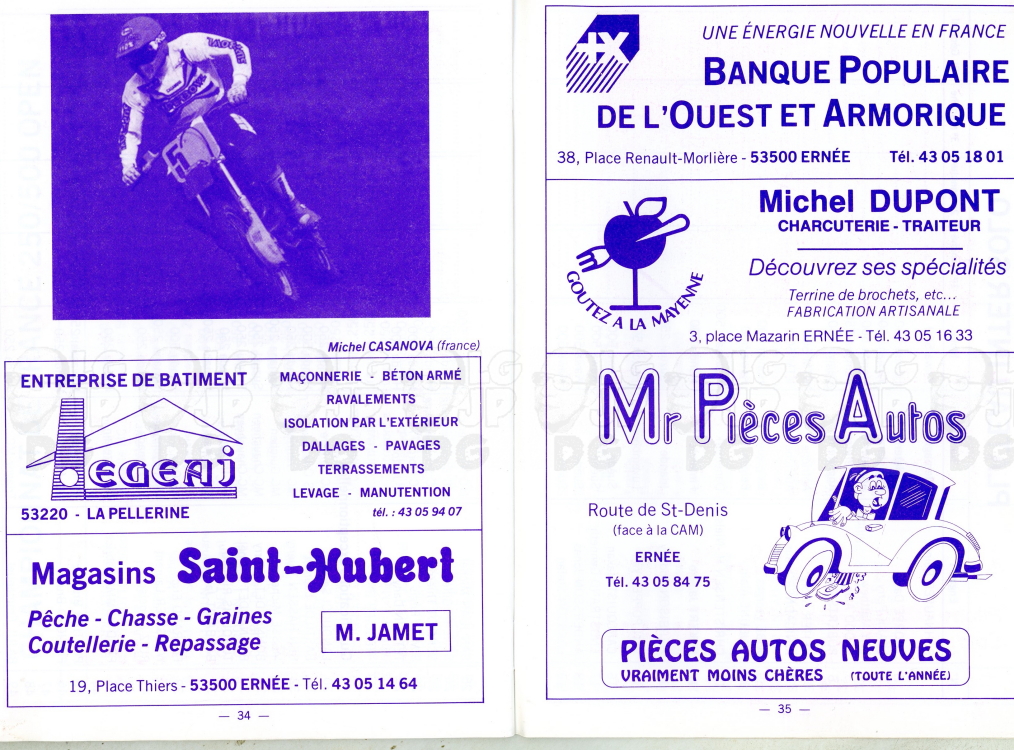 Michel CASANOVA (france)
ENTREPRISE DE BATIMENT
LEGEAJ
53220 - LA PELLERINE
MAÇONNERIE - BÉTON ARMÉ
RAVALEMENTS
ISOLATION PAR L'EXTÉRIEUR
DALLAGES - PAVAGES
TERRASSEMENTS
LEVAGE - MANUTENTION
tél. : 43 05 94 07
Magasins Saint-Hubert
Pêche - Chasse - Graines
Coutellerie - Repassage
M. JAMET
19, Place Thiers - 53500 ERNÉE - Tél. 43 05 14 64
— 34 —
UNE ÉNERGIE NOUVELLE EN FRANCE
BANQUE POPULAIRE
DE L'OUEST ET ARMORIQUE
38, Place Renault-Morlière - 53500 ERNÉE Tél. 43 05 18 01
GOUTEZ A LA MAYENNE
Michel DUPONT
CHARCUTERIE - TRAITEUR
Découvrez ses spécialités
Terrine de brochets, etc...
FABRICATION ARTISANALE
3, place Mazarin ERNÉE - Tél. 43 05 16 33
Mr Pièces Autos
Route de St-Denis
(face à la CAM)
ERNÉE
Tél. 43 05 84 75
PIÈCES AUTOS NEUVES
VRAIMENT MOINS CHÈRES (TOUTE L'ANNÉE)
— 35 —